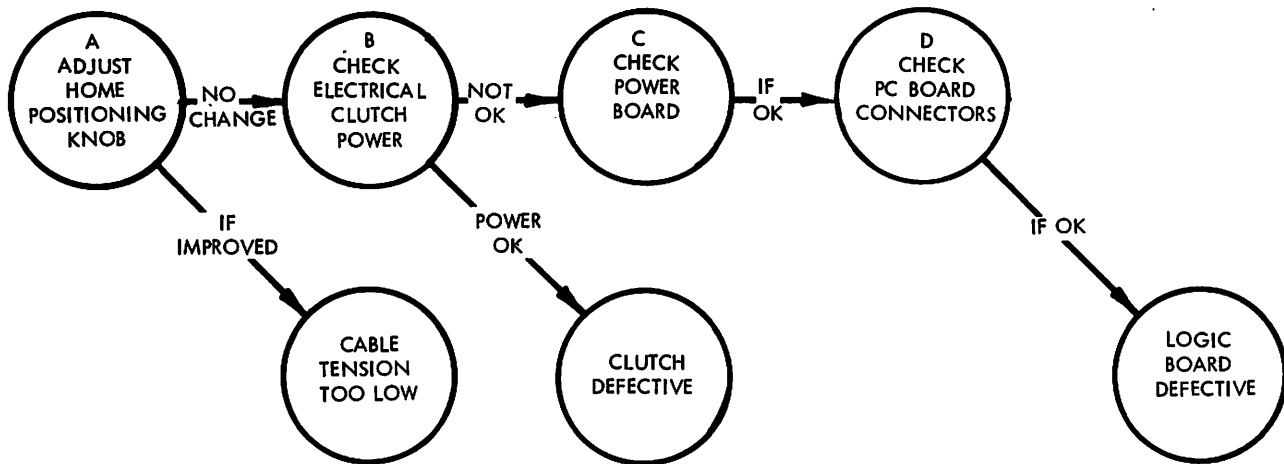 A
ADJUST
HOME
POSITIONING
KNOB
NO
CHANGE
B
CHECK
ELECTRICAL
CLUTCH
POWER
NOT
OK
C
CHECK
POWER
BOARD
IF
OK
D
CHECK
PC BOARD
CONNECTORS
IF
IMPROVED
POWER
OK
IF OK
CABLE
TENSION
TOO LOW
CLUTCH
DEFECTIVE
LOGIC
BOARD
DEFECTIVE